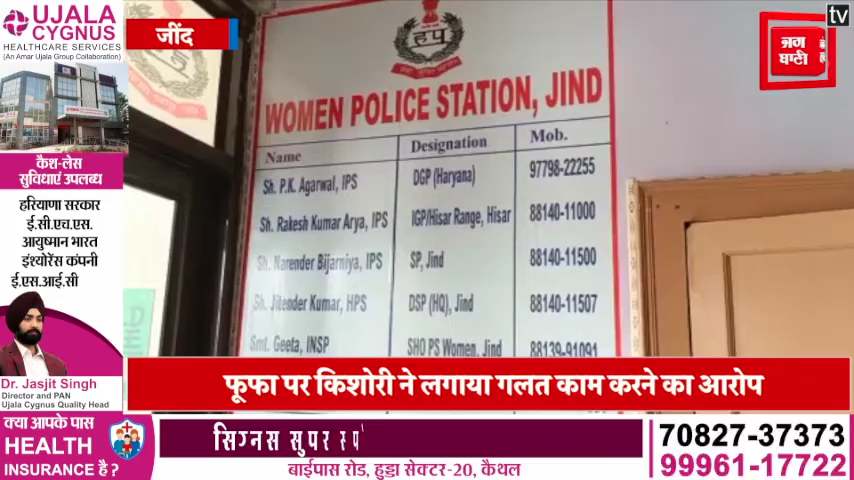 UJALA
CYGNUS
HEALTHCARE SERVICES
(An Amar Ujala Group Collaboration)
कैश-लेस
सुविधाएं उपलब्ध
हरियाणा सरकार
ई.सी.एच.एस.
आयुष्मान भारत
इंश्योरेंस कंपनी
ई.एस.आई.सी
Dr. Jasjit Singh
Director and PAN
Ujala Cygnus Quality Head
क्या आपके पास
HEALTH
INSURANCE है ?
जींद
tv
ह पु
WOMEN POLICE STATION, JIND
Name Designation Mob.
Sh. P.K. Agarwal, IPS DGP (Haryana) 97798-22255
Sh. Rakesh Kumar Arya, IPS IGP/Hisar Range, Hisar 88140-11000
Sh. Narender Bijarniya, IPS SP, Jind 88140-11500
Sh. Jitender Kumar, HPS DSP (HQ), Jind 88140-11507
Smt. Geeta, INSP SHO PS Women, Jind 88139-91091
फूफा पर किशोरी ने लगाया गलत काम करने का आरोप
सिग्नस सुपर स्प
बाईपास रोड, हुड्डा सेक्टर-20, कैथल
70827-37373
99961-17722